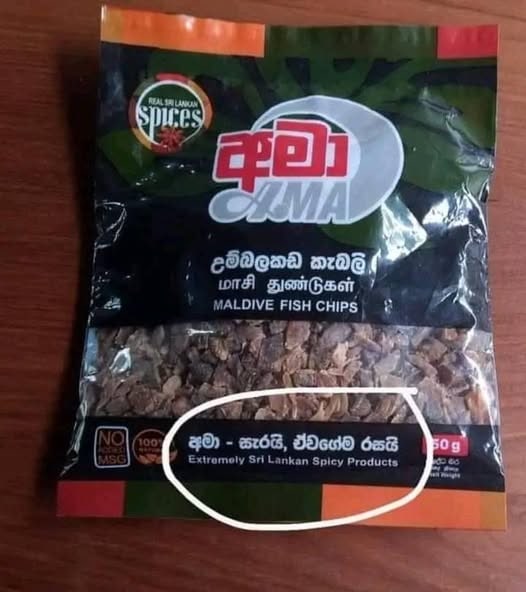 REAL SRI LANKAN
spices
අමා
AMA
උම්බලකඩ කැබලි
மாசி துண்டுகள்
MALDIVE FISH CHIPS
NO
ADDED
MSG
100%
NATURAL
අමා - සැරයි, ඒවගේම රසයි
Extremely Sri Lankan Spicy Products
50g